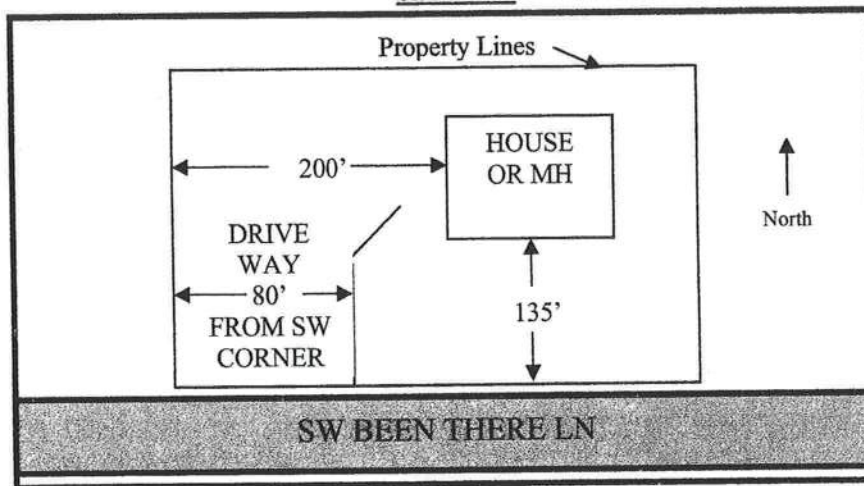 Property Lines
HOUSE
OR MH
200'
North
DRIVE
WAY
80'
FROM SW
CORNER
135'
SW BEEN THERE LN